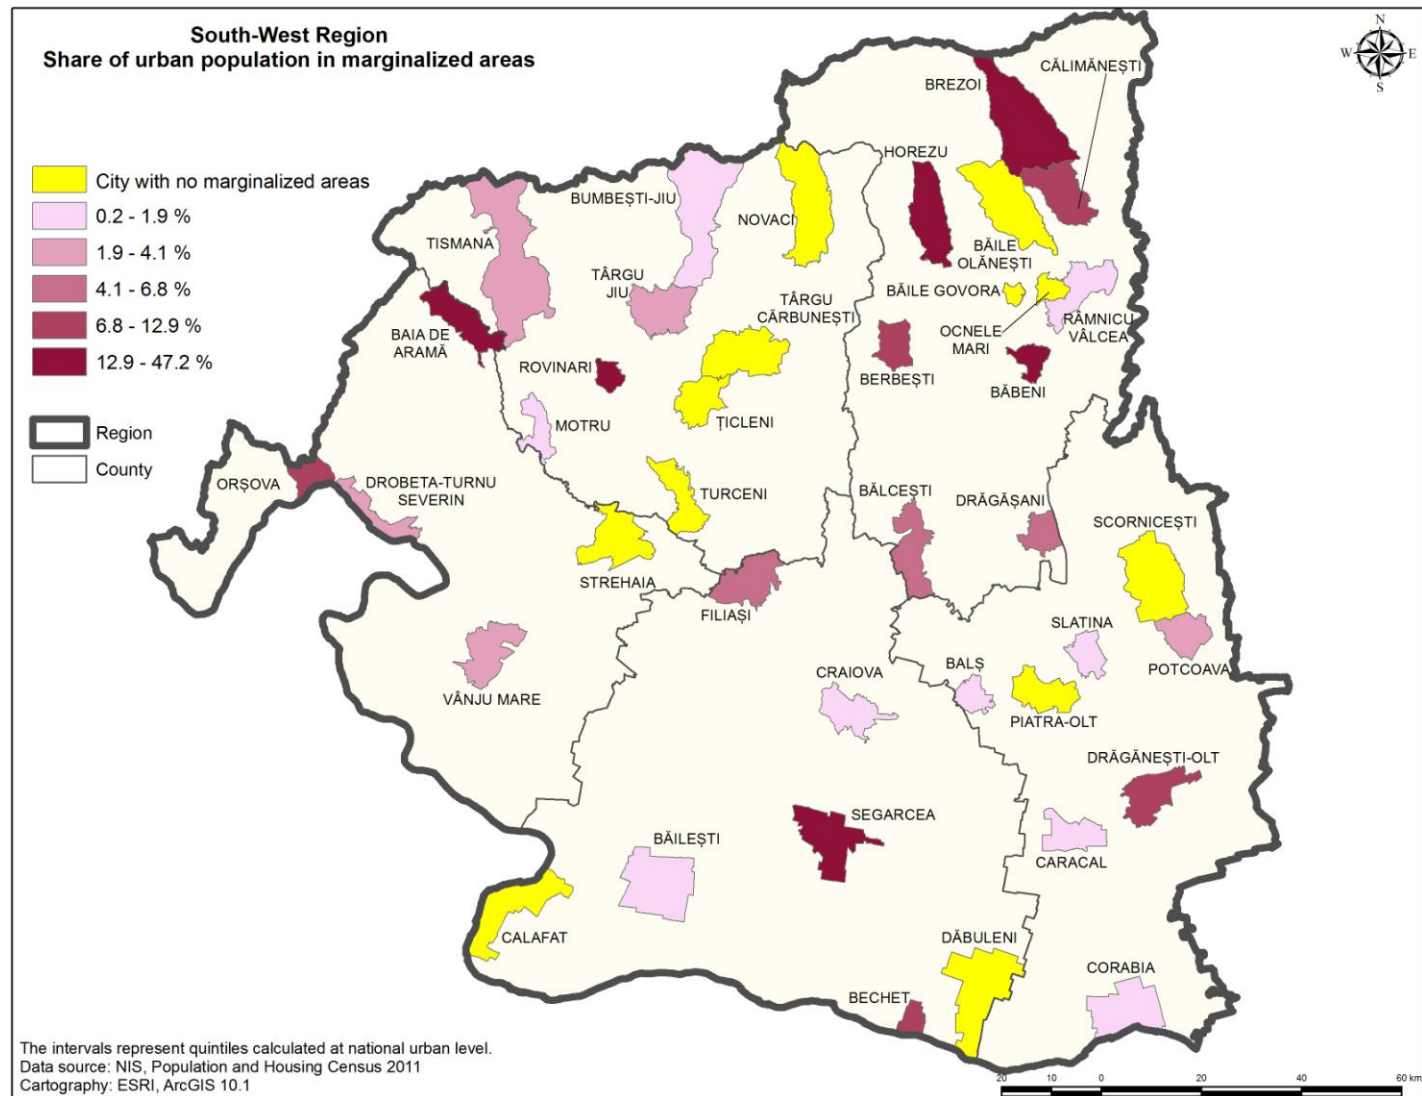 South-West Region
Share of urban population in marginalized areas
N
W E
S
City with no marginalized areas
0.2 - 1.9 %
1.9 - 4.1 %
4.1 - 6.8 %
6.8 - 12.9 %
12.9 - 47.2 %
Region
County
CĂLIMĂNEȘTI
BREZOI
HOREZU
BUMBEȘTI-JIU
NOVACI
TISMANA
BĂILE
OLĂNEȘTI
TÂRGU
JIU
BĂILE GOVORA
TÂRGU
CĂRBUNEȘTI
OCNELE
MARI
RÂMNICU
VÂLCEA
BAIA DE
ARAMĂ
ROVINARI
BERBEȘTI
BĂBENI
MOTRU
ȚICLENI
ORȘOVA
DROBETA-TURNU
SEVERIN
TURCENI
BĂLCEȘTI
DRĂGĂȘANI
SCORNICEȘTI
STREHAIA
FILIAȘI
SLATINA
POTCOAVA
CRAIOVA
BALȘ
VÂNJU MARE
PIATRA-OLT
DRĂGĂNEȘTI-OLT
SEGARCEA
BĂILEȘTI
CARACAL
CALAFAT
DĂBULENI
CORABIA
BECHET
The intervals represent quintiles calculated at national urban level.
Data source: NIS, Population and Housing Census 2011
Cartography: ESRI, ArcGIS 10.1
20 10 0 20 40 60 km